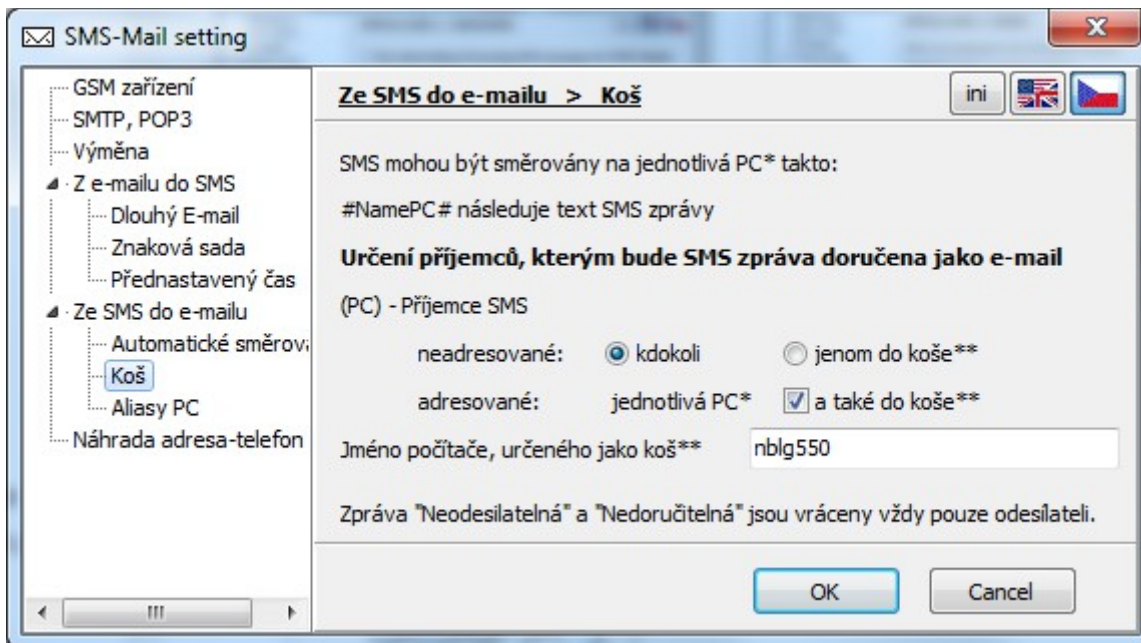 SMS-Mail setting
GSM zařízení
SMTP, POP3
Výměna
Z e-mailu do SMS
Dlouhý E-mail
Znaková sada
Přednastavený čas
Ze SMS do e-mailu
Automatické směrov
Koš
Aliasy PC
Náhrada adresa-telefon
Ze SMS do e-mailu > Koš
ini
SMS mohou být směrovány na jednotlivá PC* takto:
#NamePC# následuje text SMS zprávy
Určení příjemců, kterým bude SMS zpráva doručena jako e-mail
(PC) - Příjemce SMS
neadresované: kdokoli jenom do koše**
adresované: jednotlivá PC* a také do koše**
Jméno počítače, určeného jako koš** nblg550
Zpráva "Neodesilatelná" a "Nedoručitelná" jsou vráceny vždy pouze odesílateli.
OK Cancel